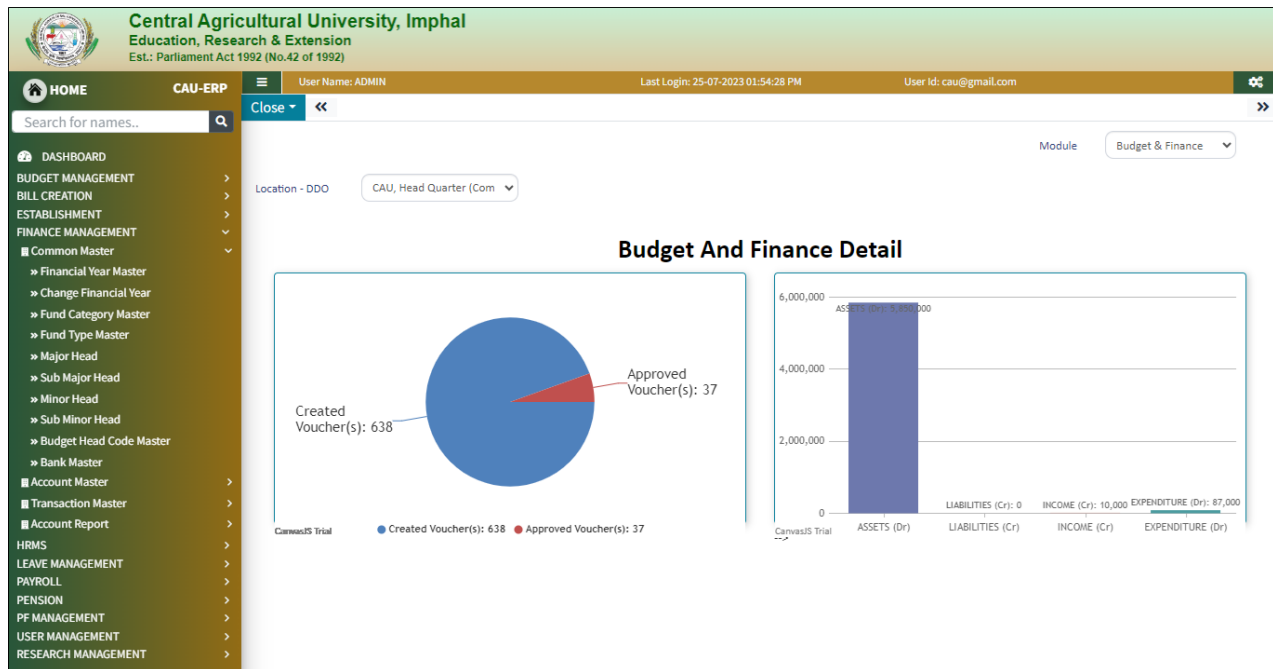 Central Agricultural University, Imphal
Education, Research & Extension
Est.: Parliament Act 1992 (No.42 of 1992)
HOME
CAU-ERP
User Name: ADMIN
Last Login: 25-07-2023 01:54:28 PM
User Id: cau@gmail.com
Close
Search for names..
DASHBOARD
BUDGET MANAGEMENT
BILL CREATION
ESTABLISHMENT
FINANCE MANAGEMENT
Common Master
» Financial Year Master
» Change Financial Year
» Fund Category Master
» Fund Type Master
» Major Head
» Sub Major Head
» Minor Head
» Sub Minor Head
» Budget Head Code Master
» Bank Master
Account Master
Transaction Master
Account Report
HRMS
LEAVE MANAGEMENT
PAYROLL
PENSION
PF MANAGEMENT
USER MANAGEMENT
RESEARCH MANAGEMENT
Module
Budget & Finance
Location - DDO
CAU, Head Quarter (Com
Budget And Finance Detail
Created
Voucher(s): 638
Approved
Voucher(s): 37
Created Voucher(s): 638
Approved Voucher(s): 37
CanvasJS Trial
6,000,000
4,000,000
2,000,000
0
ASSETS (Dr):
LIABILITIES (Cr): 0
INCOME (Cr): 10,000
EXPENDITURE (Dr): 87,000
ASSETS (Dr)
LIABILITIES (Cr)
INCOME (Cr)
EXPENDITURE (Dr)
CanvasJS Trial
-->